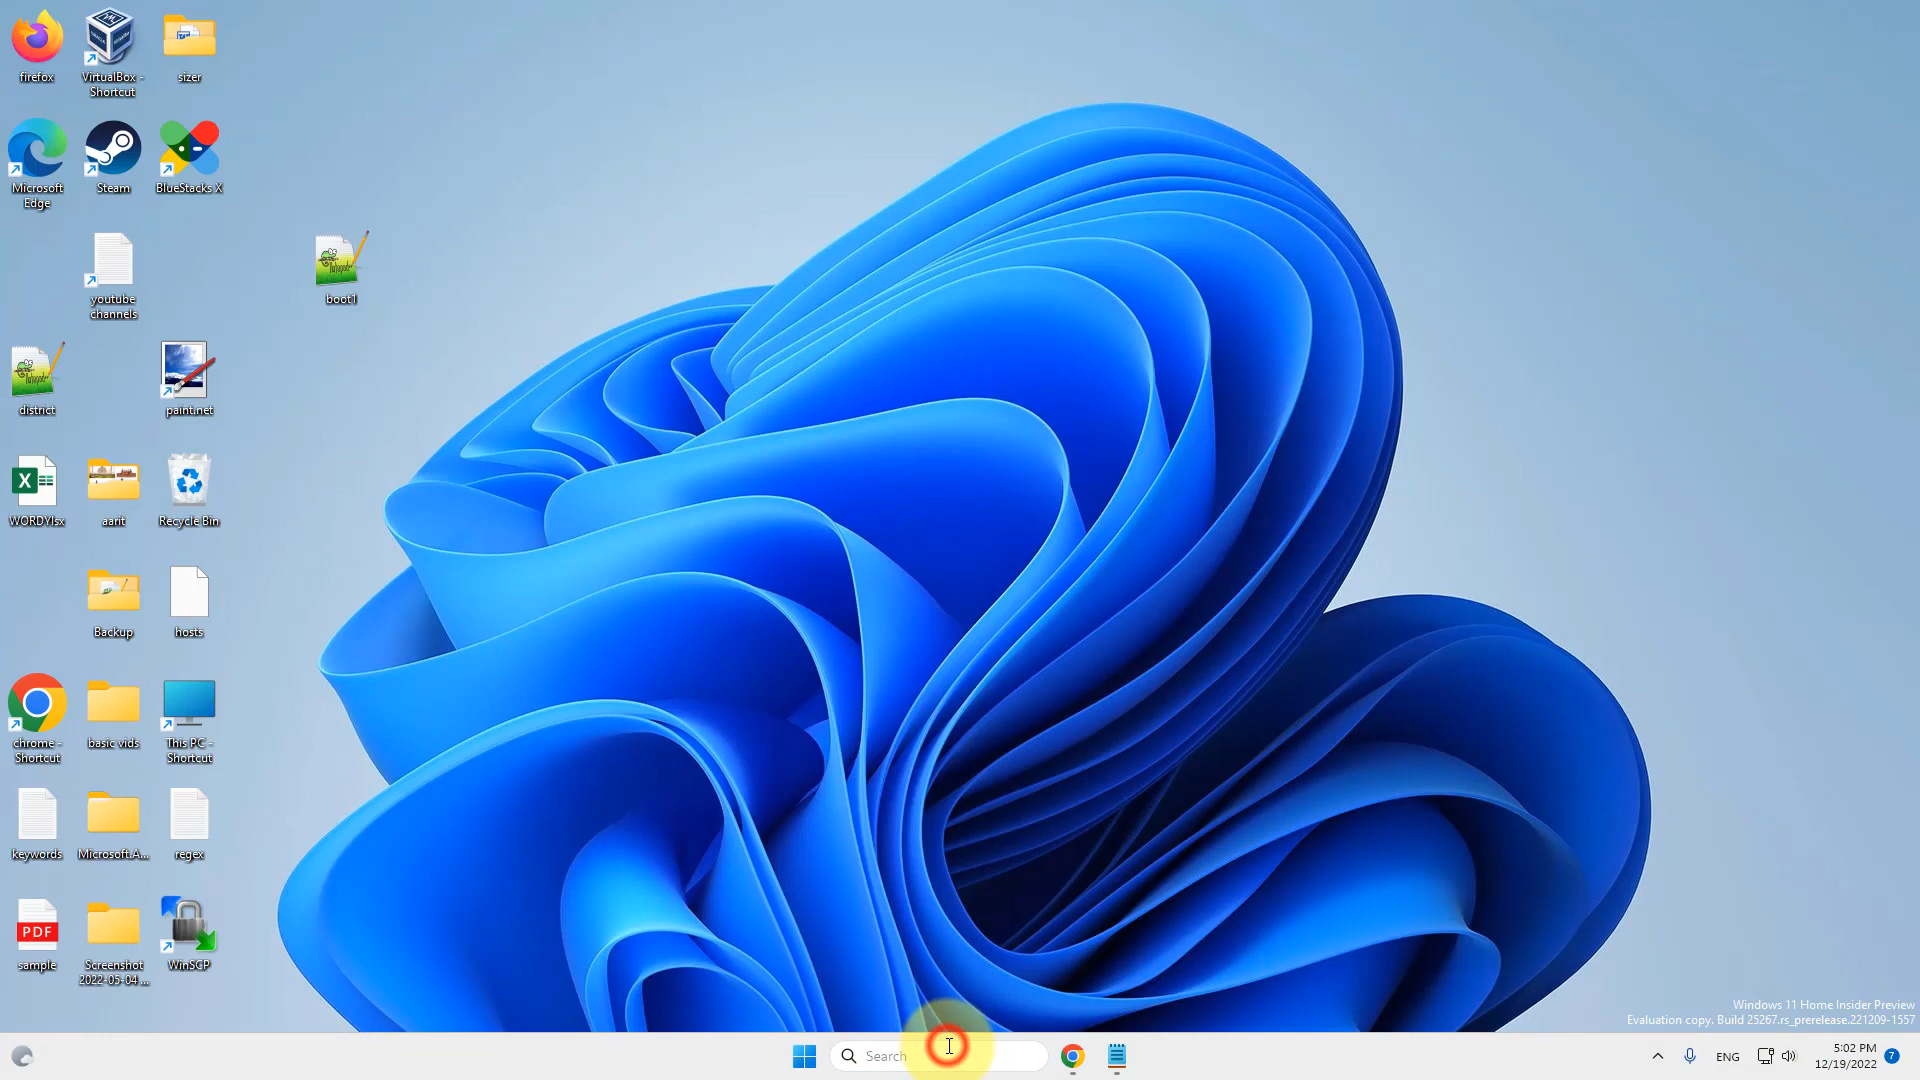 firefox
VirtualBox -
Shortcut
sizer
Microsoft
Edge
Steam
BlueStacks X
youtube
channels
boot1
district
paint.net
WORDYlsx
aarit
Recycle Bin
Backup
hosts
chrome -
Shortcut
basic vids
This PC -
Shortcut
keywords
Microsoft.A...
regex
PDF
sample
Screenshot
2022-05-04 ...
WinSCP
Windows 11 Home Insider Preview
Evaluation copy. Build 25267.rs_prerelease.221209-1557
Search
ENG
5:02 PM
12/19/2022
7